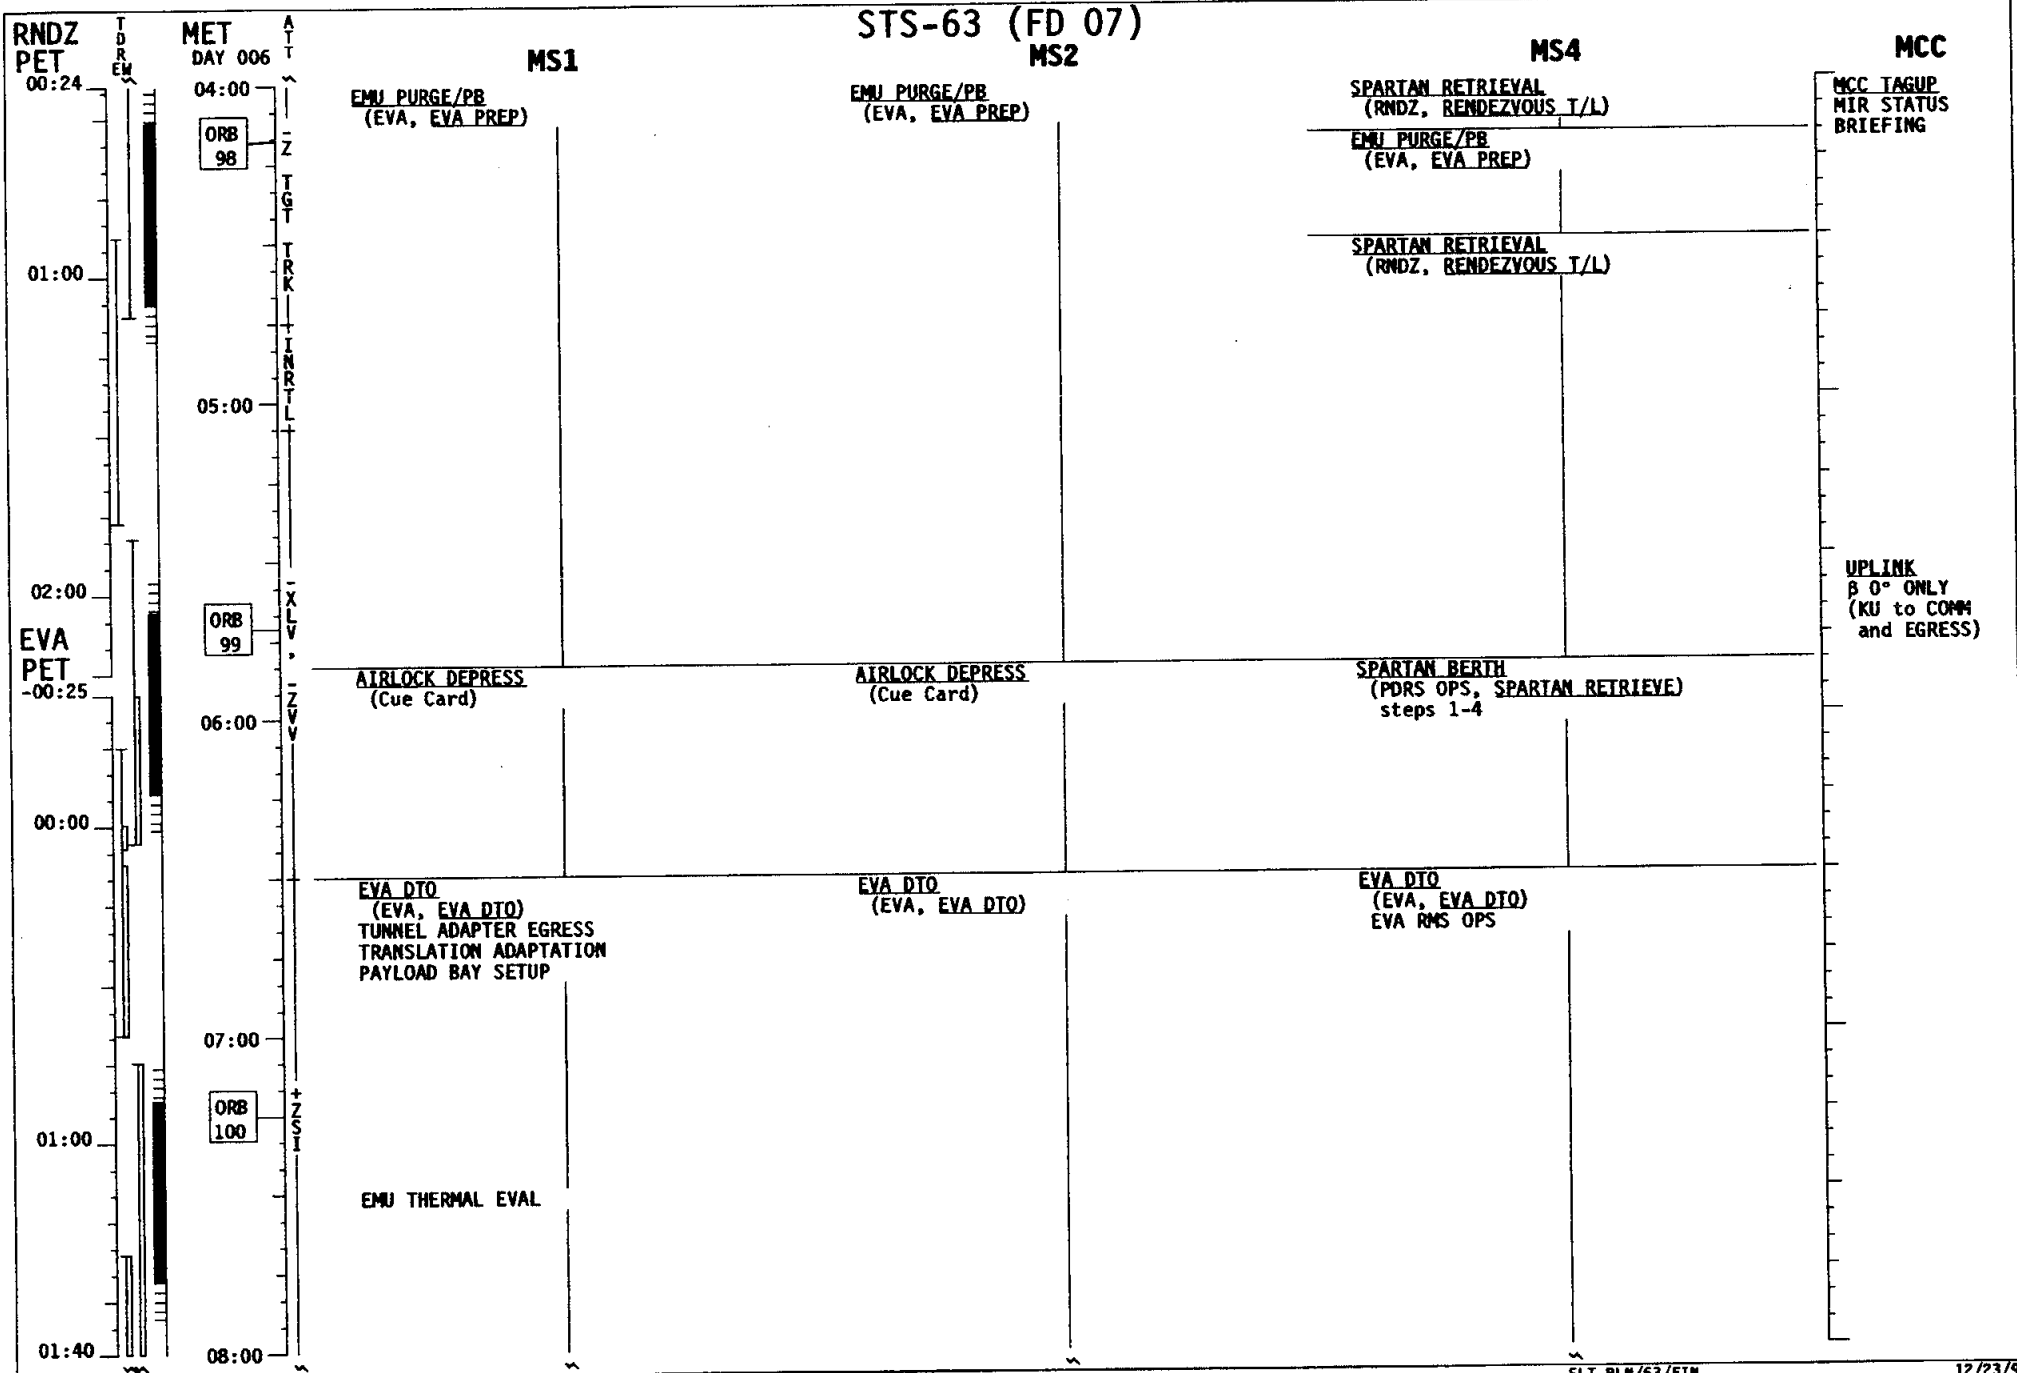 STS-63 (FD 07)
RNDZ
PET
TDRE W
MET
DAY 006
ATT
MS1
MS2
MS4
MCC
00:24
01:00
02:00
EVA
PET
-00:25
00:00
01:00
01:40
04:00
ORB
98
05:00
ORB
99
06:00
07:00
ORB
100
08:00
-Z TGT TRK
INRTL
-XLV, -ZVV
+ZSI
EMU PURGE/PB
(EVA, EVA PREP)
AIRLOCK DEPRESS
(Cue Card)
EVA DTO
(EVA, EVA DTO)
TUNNEL ADAPTER EGRESS
TRANSLATION ADAPTATION
PAYLOAD BAY SETUP
EMU THERMAL EVAL
EMU PURGE/PB
(EVA, EVA PREP)
AIRLOCK DEPRESS
(Cue Card)
EVA DTO
(EVA, EVA DTO)
SPARTAN RETRIEVAL
(RNDZ, RENDEZVOUS T/L)
EMU PURGE/PB
(EVA, EVA PREP)
SPARTAN RETRIEVAL
(RNDZ, RENDEZVOUS T/L)
SPARTAN BERTH
(PDRS OPS, SPARTAN RETRIEVE)
steps 1-4
EVA DTO
(EVA, EVA DTO)
EVA RMS OPS
MCC TAGUP
MIR STATUS
BRIEFING
UPLINK
β 0° ONLY
(KU to COMM
and EGRESS)